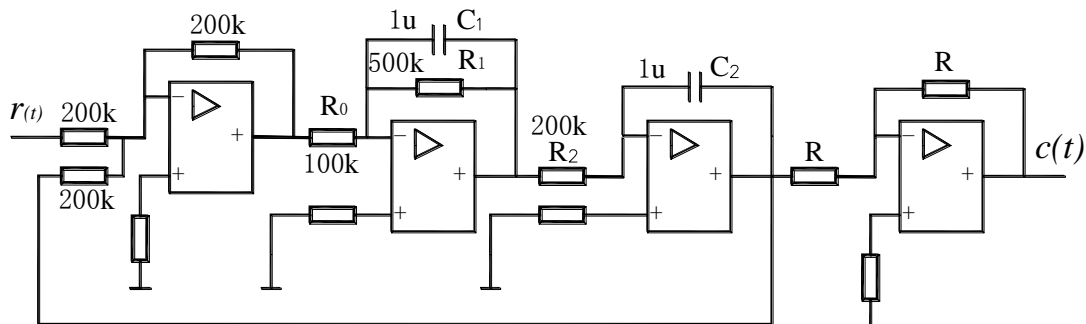 200k
1u C₁
500k R₁
1u C₂
R
r(t) 200k
R₀
200k
R
c(t)
100k
R₂
200k